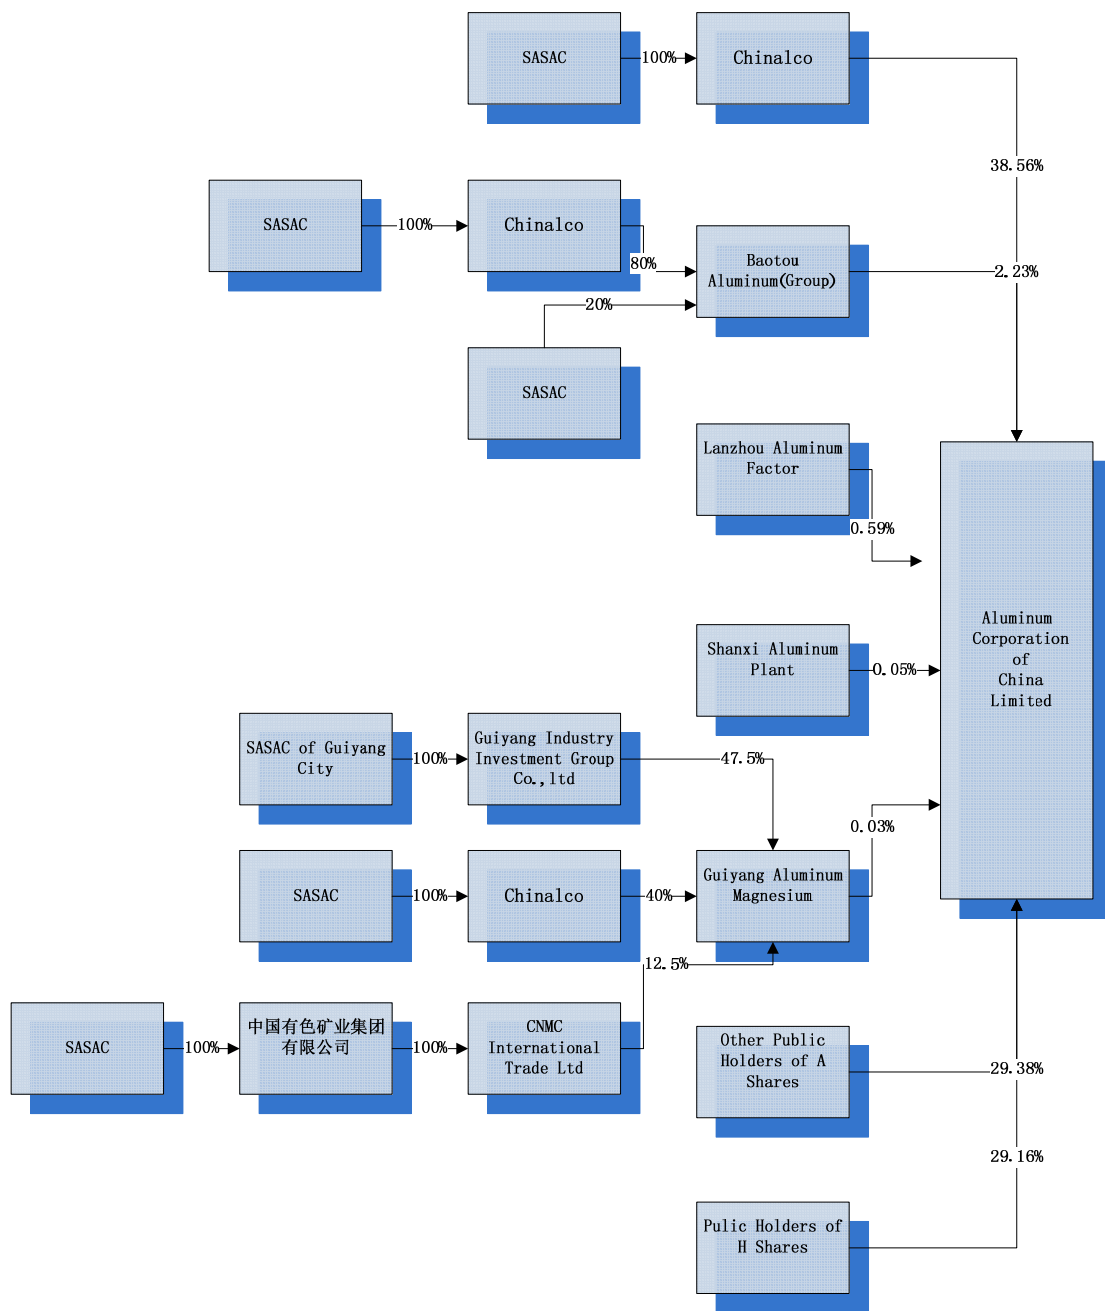 SASAC
100%
Chinalco
38.56%
SASAC
100%
Chinalco
80%
Baotou
Aluminum(Group)
2.23%
20%
SASAC
Lanzhou Aluminum
Factor
0.59%
Aluminum
Corporation
of
China
Limited
Shanxi Aluminum
Plant
0.05%
SASAC of Guiyang
City
100%
Guiyang Industry
Investment Group
Co.,ltd
47.5%
0.03%
SASAC
100%
Chinalco
40%
Guiyang Aluminum
Magnesium
12.5%
SASAC
100%
中国有色矿业集团
有限公司
100%
CNMC
International
Trade Ltd
Other Public
Holders of A
Shares
29.38%
29.16%
Pulic Holders of
H Shares